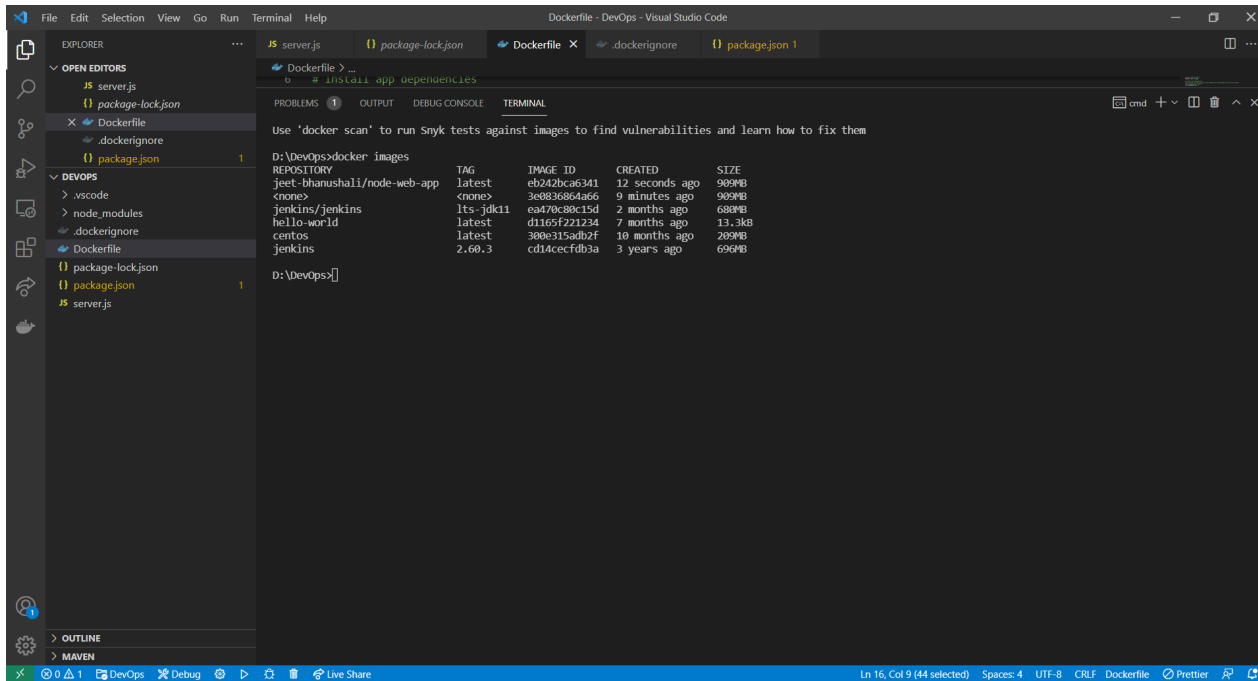 File Edit Selection View Go Run Terminal Help Dockerfile - DevOps - Visual Studio Code
EXPLORER
OPEN EDITORS
JS server.js
{} package-lock.json
Dockerfile
.dockerignore
{} package.json 1
DEVOPS
> .vscode
> node_modules
.dockerignore
Dockerfile
{} package-lock.json
{} package.json 1
JS server.js
> OUTLINE
> MAVEN
JS server.js {} package-lock.json Dockerfile .dockerignore {} package.json 1
Dockerfile > ...
6 # Install app dependencies
PROBLEMS 1 OUTPUT DEBUG CONSOLE TERMINAL cmd
Use 'docker scan' to run Snyk tests against images to find vulnerabilities and learn how to fix them
D:\DevOps>docker images
REPOSITORY TAG IMAGE ID CREATED SIZE
jeet-bhanushali/node-web-app latest eb242bca6341 12 seconds ago 909MB
<none> <none> 3e0836864a66 9 minutes ago 909MB
jenkins/jenkins lts-jdk11 ea470c80c15d 2 months ago 680MB
hello-world latest d1165f221234 7 months ago 13.3kB
centos latest 300e315adb2f 10 months ago 209MB
jenkins 2.60.3 cd14cecfdb3a 3 years ago 696MB
D:\DevOps>
1
0 1 DevOps Debug Live Share Ln 16, Col 9 (44 selected) Spaces: 4 UTF-8 CRLF Dockerfile Prettier